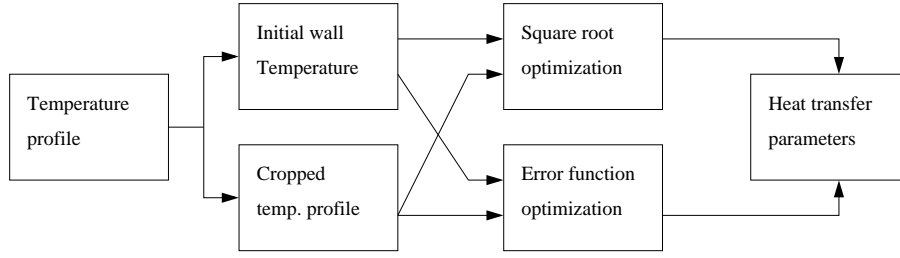 Temperature
profile
Initial wall
Temperature
Cropped
temp. profile
Square root
optimization
Error function
optimization
Heat transfer
parameters